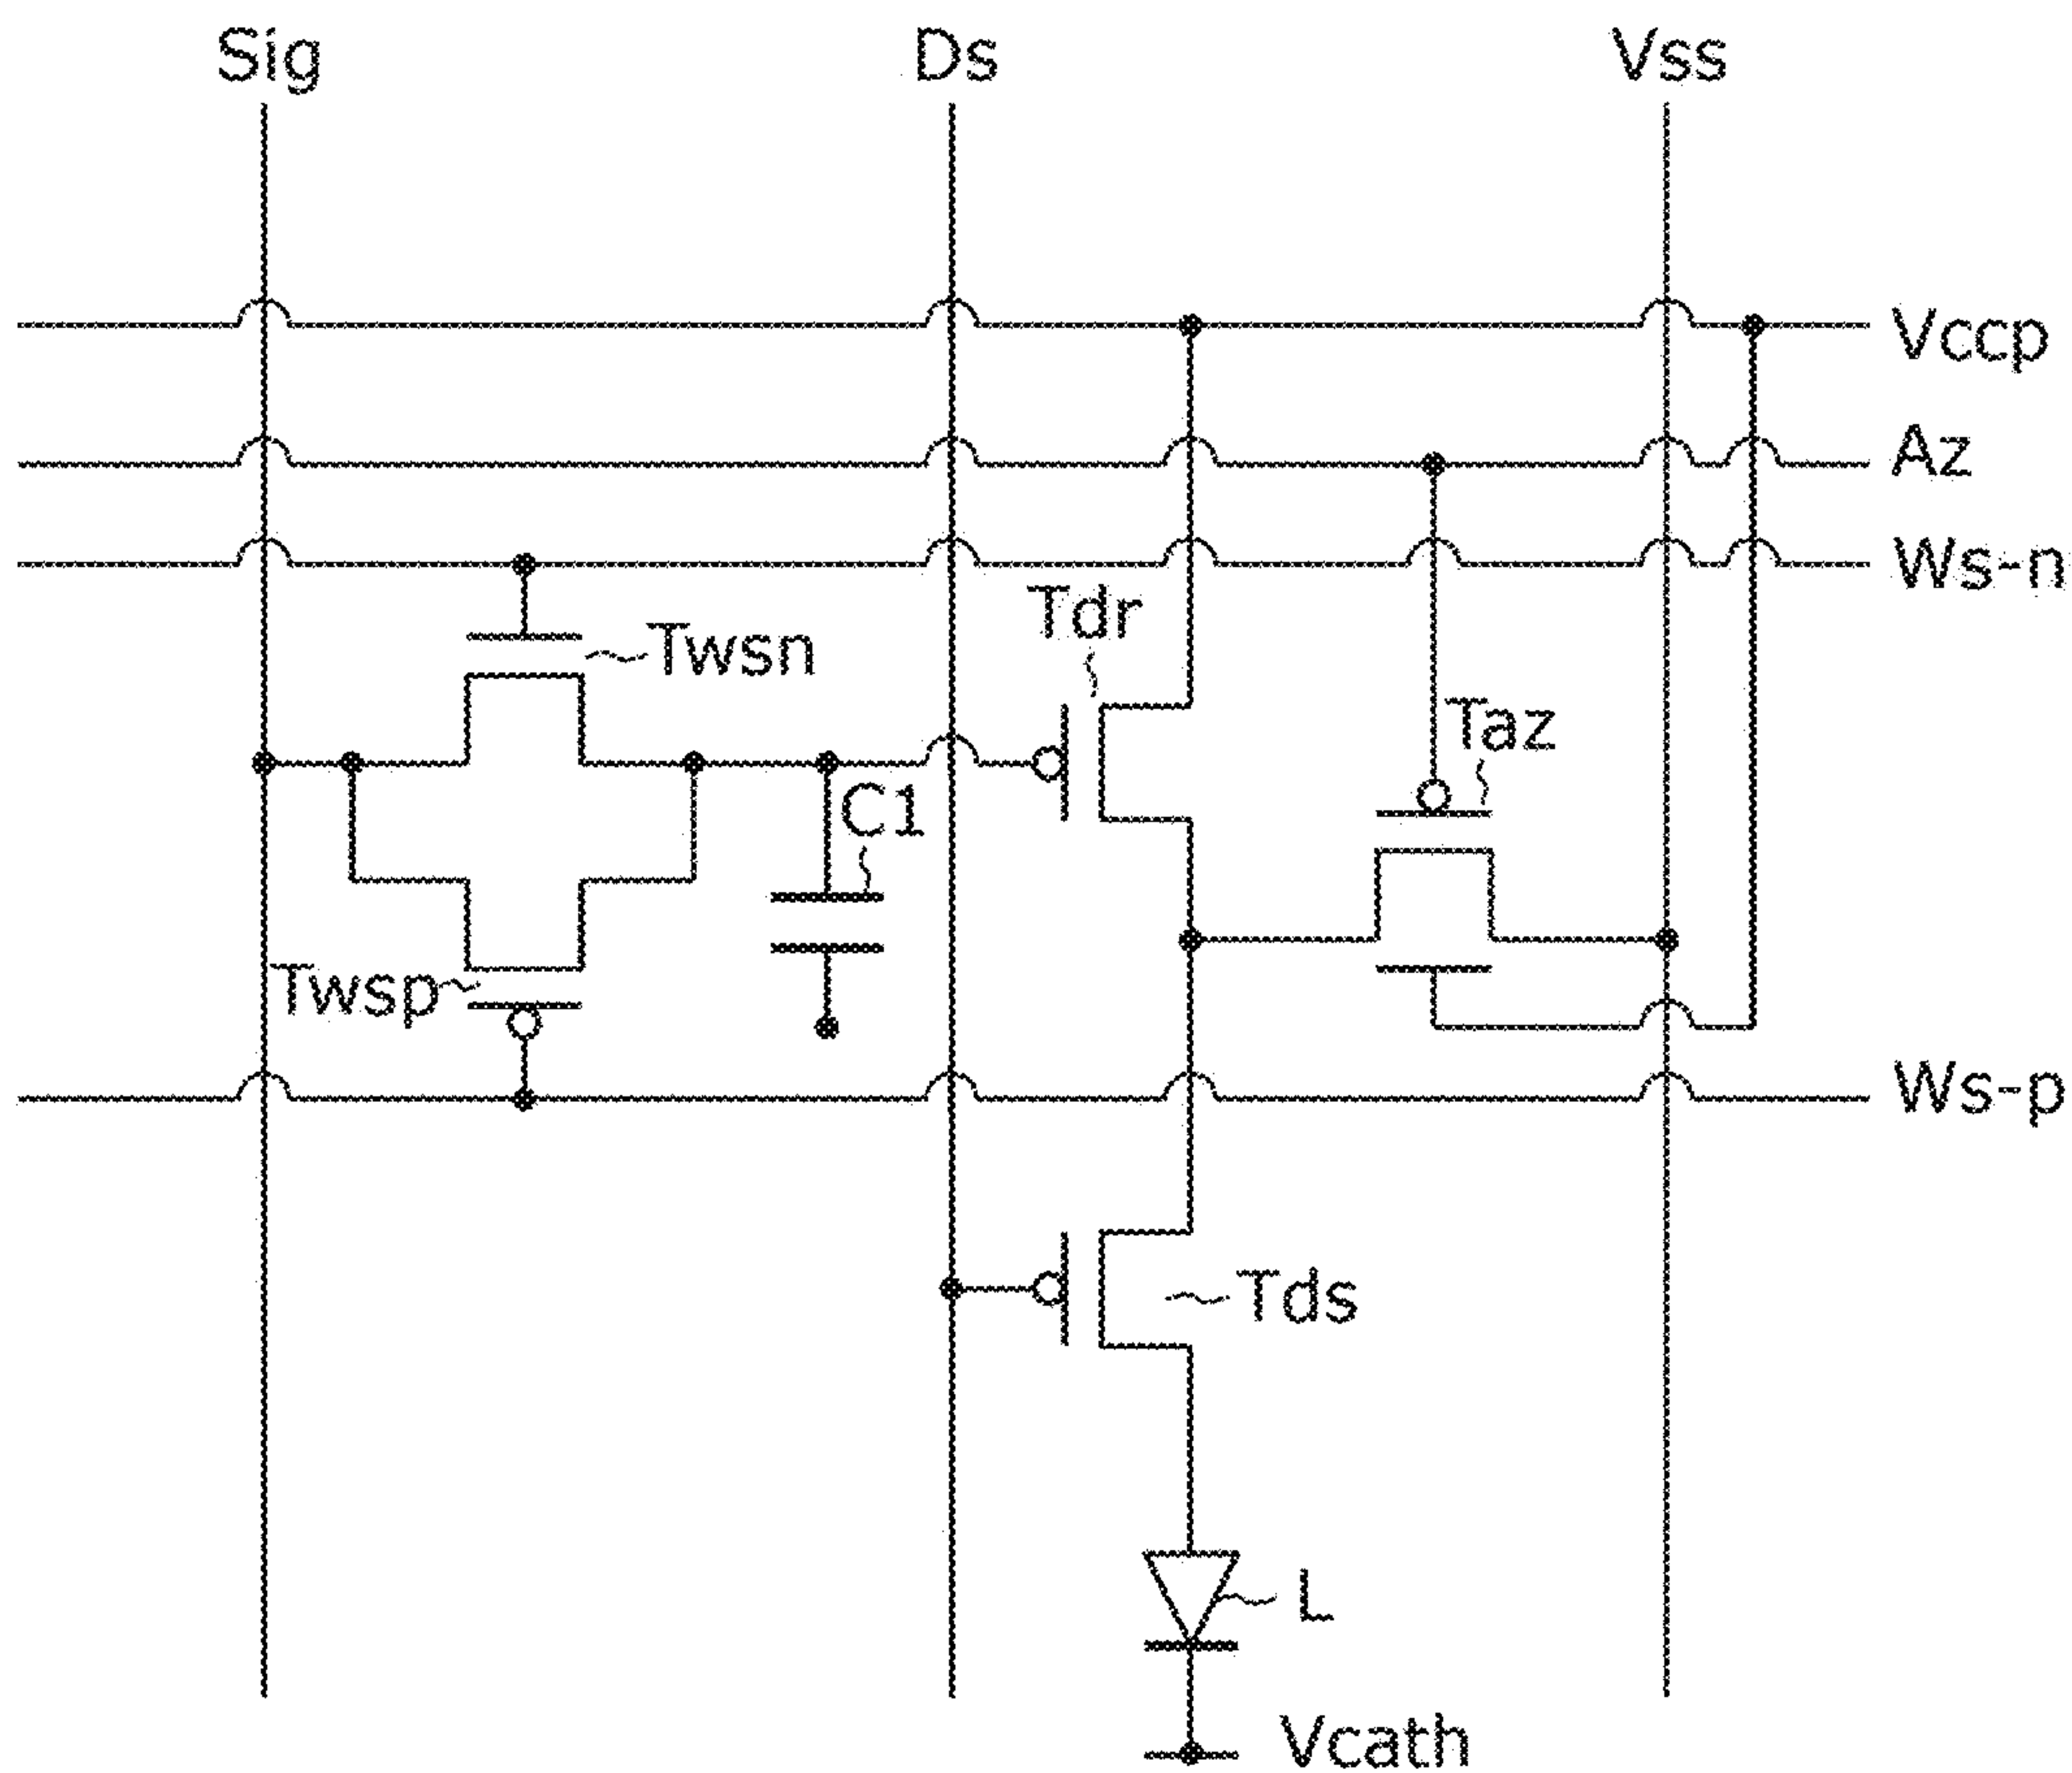 Sig
Ds
Vss
Vccp
Az
Ws-n
Tdr
Twsn
Taz
C1
Twsp
Ws-p
Tds
L
Vcath